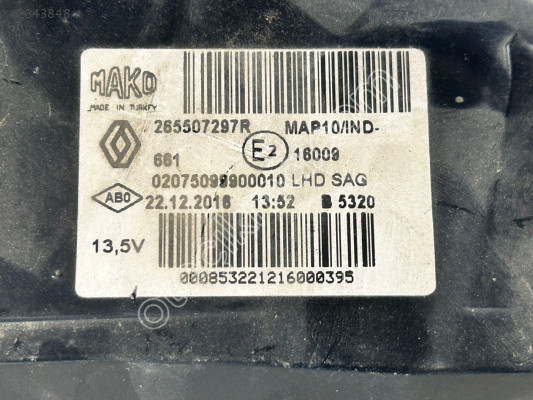 MAKO
MADE IN TURKEY
265507297R MAP10/IND-
661 E2 16009
02075099900010 LHD SAG
ABO 22.12.2016 13:52 B 5320
13,5V
000853221216000395